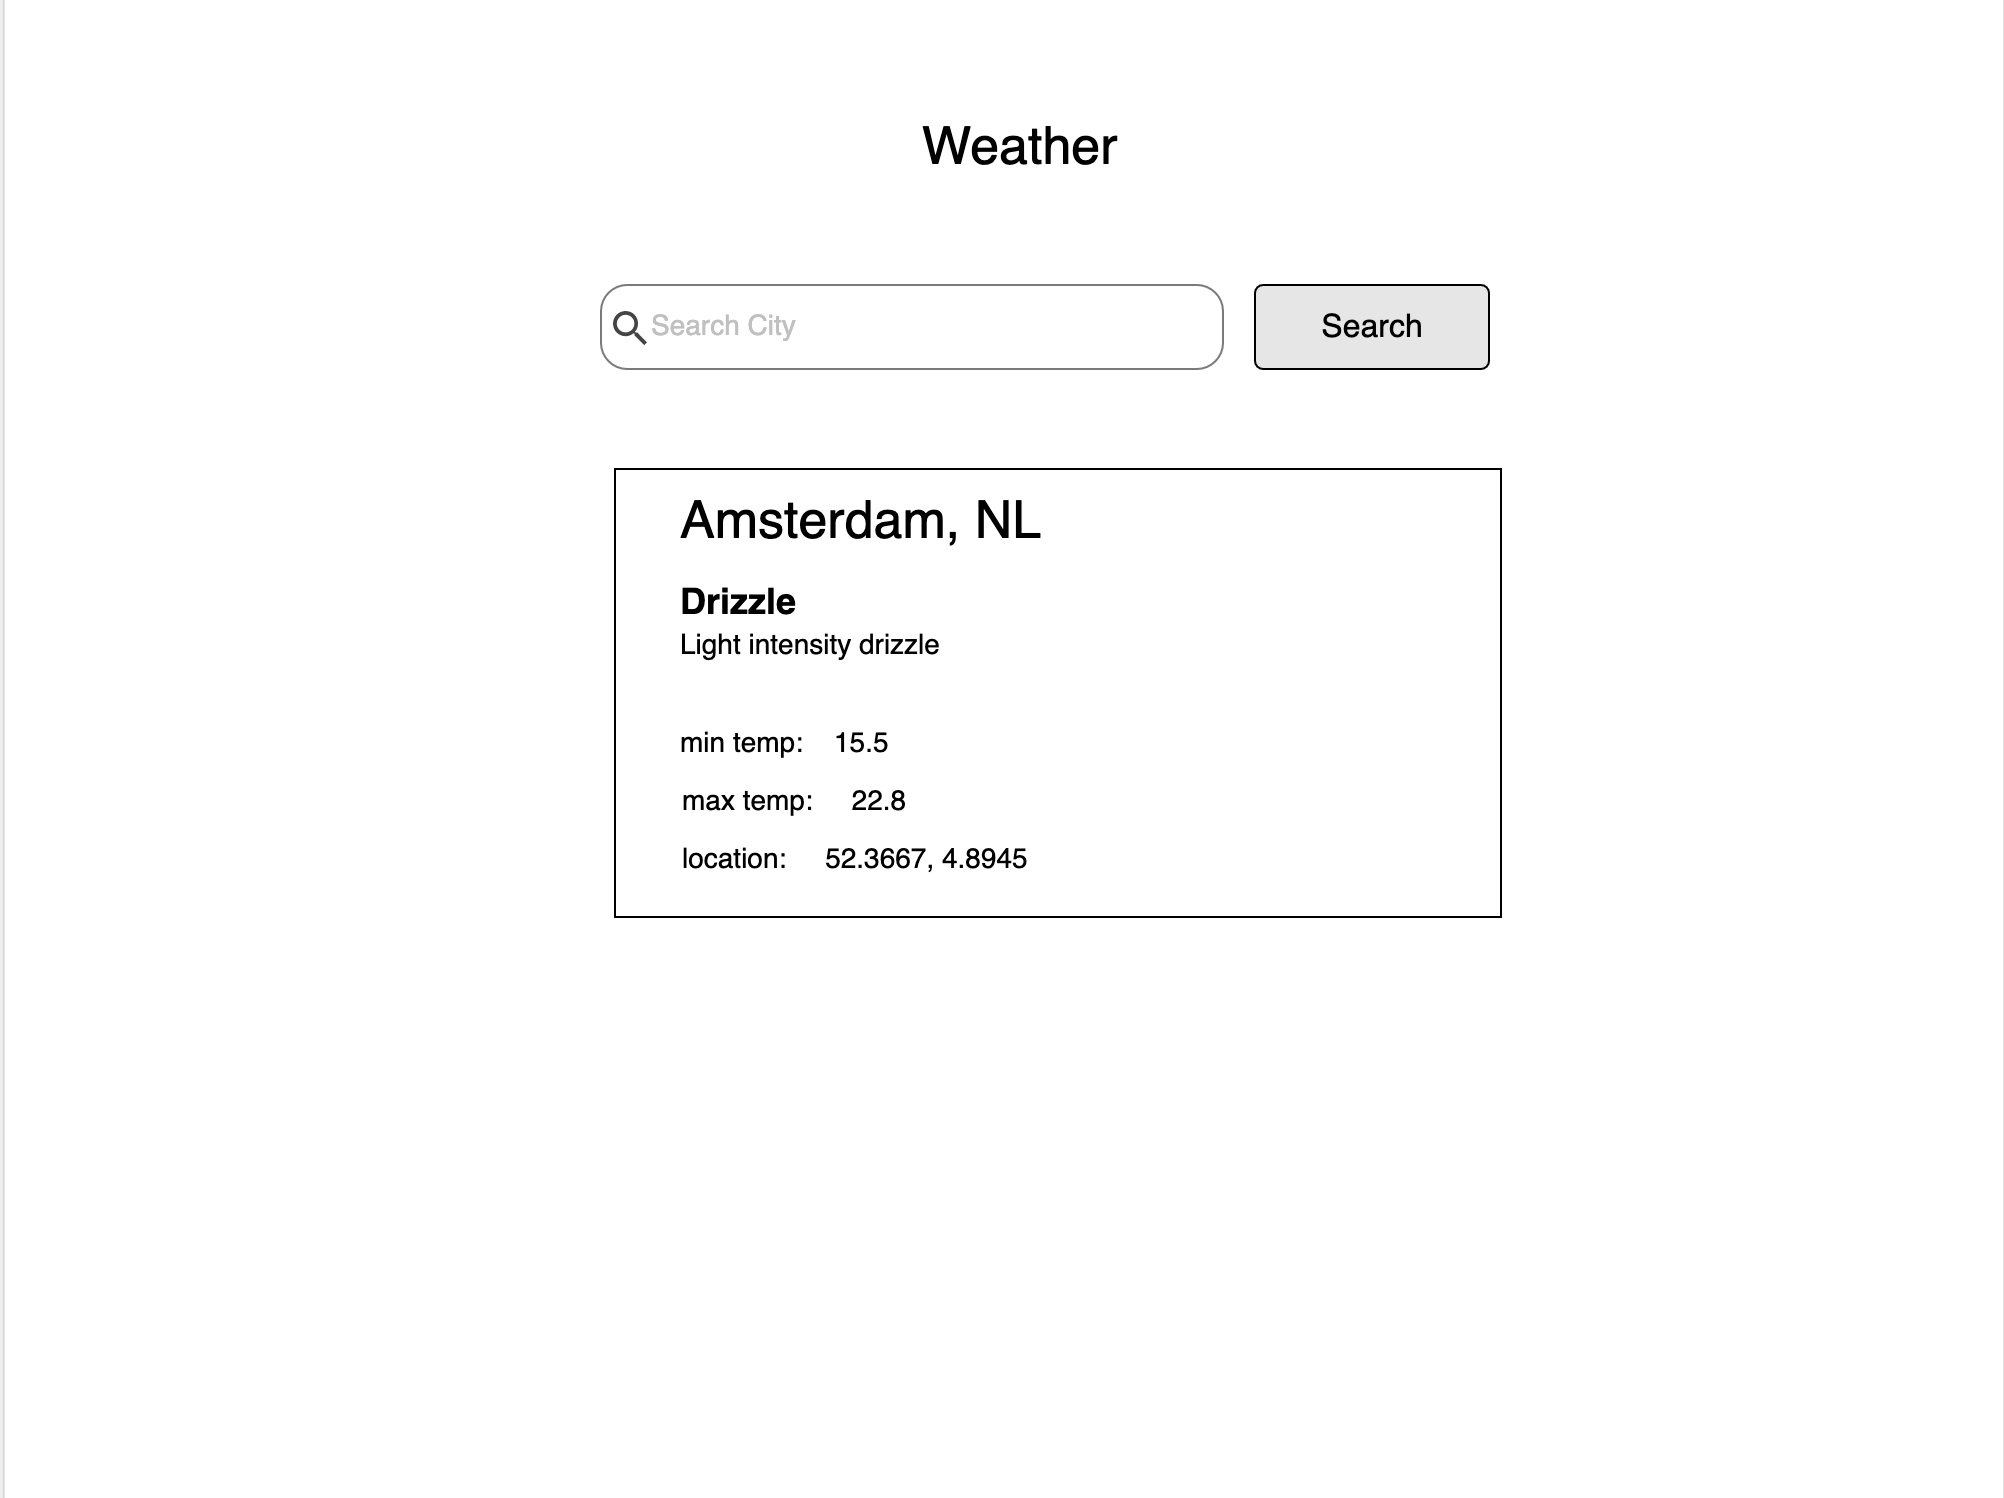 Weather
Search City
Search
Amsterdam, NL
Drizzle
Light intensity drizzle
min temp: 15.5
max temp: 22.8
location: 52.3667, 4.8945